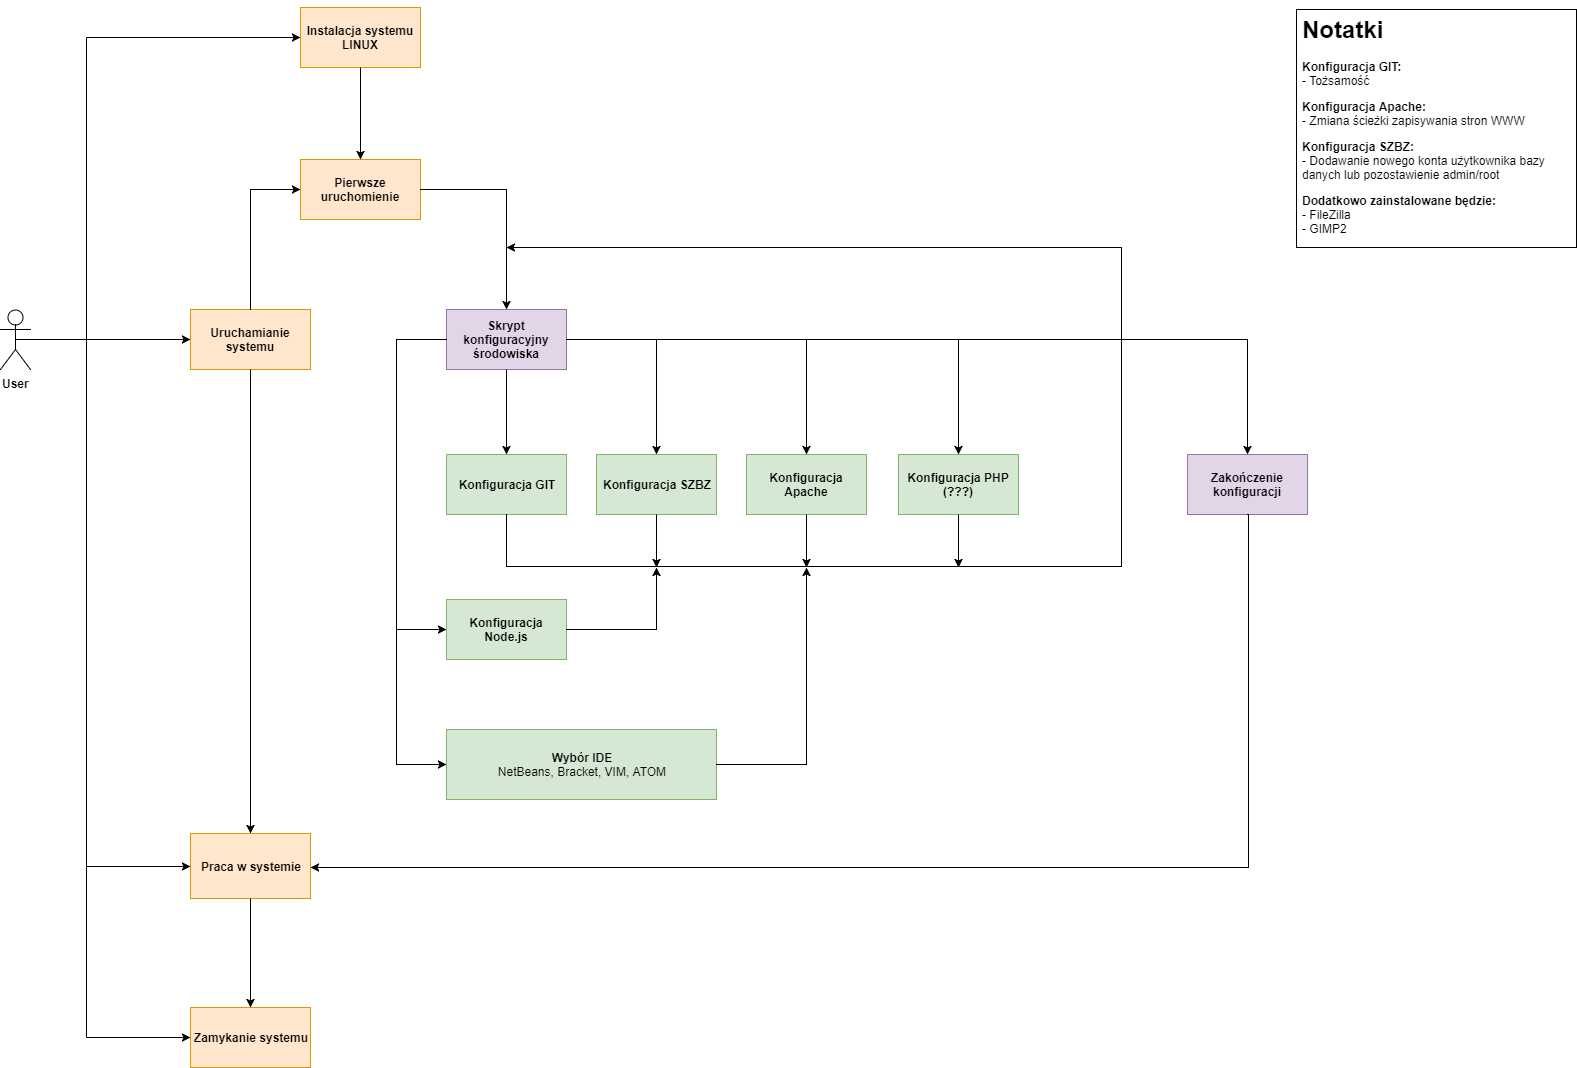 Instalacja systemu
LINUX
Notatki
Konfiguracja GIT:
- Tożsamość
Konfiguracja Apache:
- Zmiana ścieżki zapisywania stron WWW
Konfiguracja SZBZ:
- Dodawanie nowego konta użytkownika bazy
danych lub pozostawienie admin/root
Dodatkowo zainstalowane będzie:
- FileZilla
- GIMP2
Pierwsze
uruchomienie
User
Uruchamianie
systemu
Skrypt
konfiguracyjny
środowiska
Konfiguracja GIT
Konfiguracja SZBZ
Konfiguracja
Apache
Konfiguracja PHP
(???)
Zakończenie
konfiguracji
Konfiguracja
Node.js
Wybór IDE
NetBeans, Bracket, VIM, ATOM
Praca w systemie
Zamykanie systemu